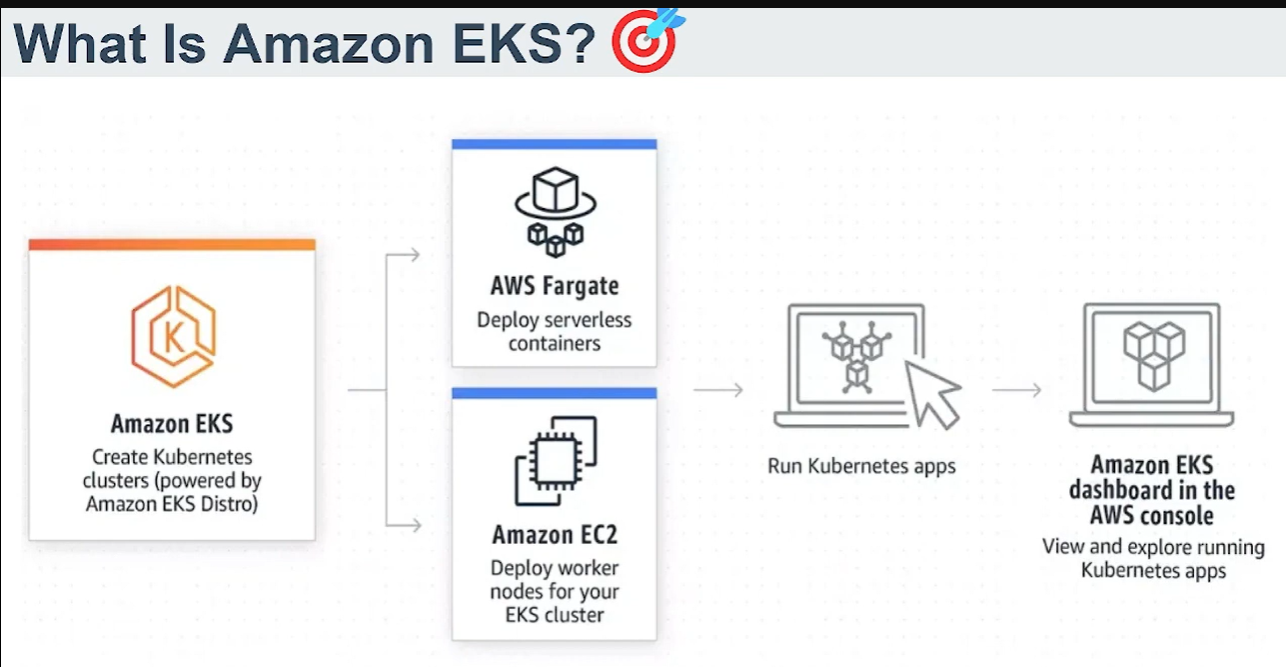 What Is Amazon EKS?
Amazon EKS
Create Kubernetes
clusters (powered by
Amazon EKS Distro)
AWS Fargate
Deploy serverless
containers
Amazon EC2
Deploy worker
nodes for your
EKS cluster
Run Kubernetes apps
Amazon EKS
dashboard in the
AWS console
View and explore running
Kubernetes apps